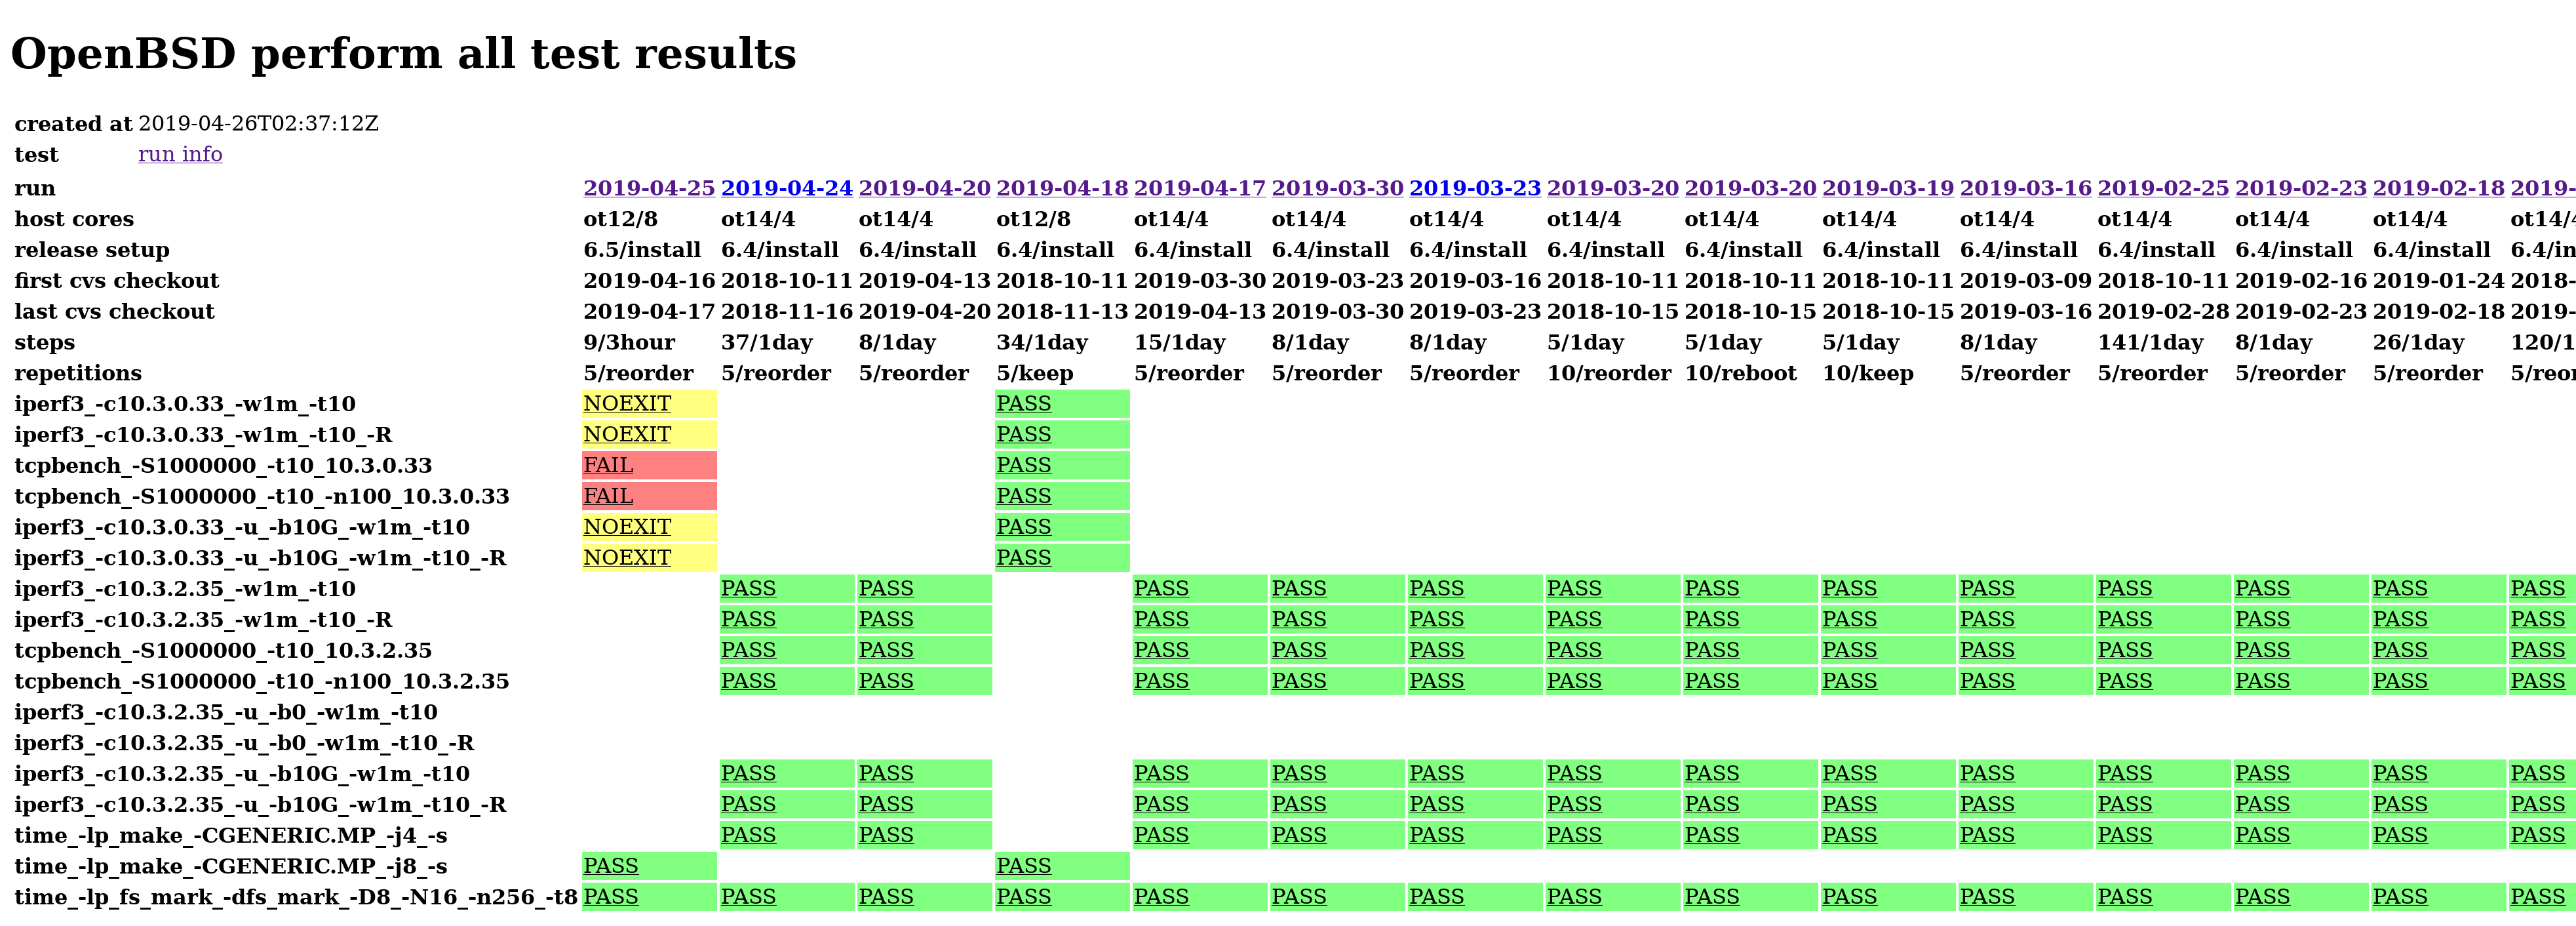 OpenBSD perform all test results
created at 2019-04-26T02:37:12Z
test run info
run 2019-04-25 2019-04-24 2019-04-20 2019-04-18 2019-04-17 2019-03-30 2019-03-23 2019-03-20 2019-03-20 2019-03-19 2019-03-16 2019-02-25 2019-02-23 2019-02-18 2019-
host cores ot12/8 ot14/4 ot14/4 ot12/8 ot14/4 ot14/4 ot14/4 ot14/4 ot14/4 ot14/4 ot14/4 ot14/4 ot14/4 ot14/4 ot14/4
release setup 6.5/install 6.4/install 6.4/install 6.4/install 6.4/install 6.4/install 6.4/install 6.4/install 6.4/install 6.4/install 6.4/install 6.4/install 6.4/install 6.4/install 6.4/in
first cvs checkout 2019-04-16 2018-10-11 2019-04-13 2018-10-11 2019-03-30 2019-03-23 2019-03-16 2018-10-11 2018-10-11 2018-10-11 2019-03-09 2018-10-11 2019-02-16 2019-01-24 2018-
last cvs checkout 2019-04-17 2018-11-16 2019-04-20 2018-11-13 2019-04-13 2019-03-30 2019-03-23 2018-10-15 2018-10-15 2018-10-15 2019-03-16 2019-02-28 2019-02-23 2019-02-18 2019-
steps 9/3hour 37/1day 8/1day 34/1day 15/1day 8/1day 8/1day 5/1day 5/1day 5/1day 8/1day 141/1day 8/1day 26/1day 120/1
repetitions 5/reorder 5/reorder 5/reorder 5/keep 5/reorder 5/reorder 5/reorder 10/reorder 10/reboot 10/keep 5/reorder 5/reorder 5/reorder 5/reorder 5/reor
iperf3_-c10.3.0.33_-w1m_-t10 NOEXIT PASS
iperf3_-c10.3.0.33_-w1m_-t10_-R NOEXIT PASS
tcpbench_-S1000000_-t10_10.3.0.33 FAIL PASS
tcpbench_-S1000000_-t10_-n100_10.3.0.33 FAIL PASS
iperf3_-c10.3.0.33_-u_-b10G_-w1m_-t10 NOEXIT PASS
iperf3_-c10.3.0.33_-u_-b10G_-w1m_-t10_-R NOEXIT PASS
iperf3_-c10.3.2.35_-w1m_-t10 PASS PASS PASS PASS PASS PASS PASS PASS PASS PASS PASS PASS PASS
iperf3_-c10.3.2.35_-w1m_-t10_-R PASS PASS PASS PASS PASS PASS PASS PASS PASS PASS PASS PASS PASS
tcpbench_-S1000000_-t10_10.3.2.35 PASS PASS PASS PASS PASS PASS PASS PASS PASS PASS PASS PASS PASS
tcpbench_-S1000000_-t10_-n100_10.3.2.35 PASS PASS PASS PASS PASS PASS PASS PASS PASS PASS PASS PASS PASS
iperf3_-c10.3.2.35_-u_-b0_-w1m_-t10
iperf3_-c10.3.2.35_-u_-b0_-w1m_-t10_-R
iperf3_-c10.3.2.35_-u_-b10G_-w1m_-t10 PASS PASS PASS PASS PASS PASS PASS PASS PASS PASS PASS PASS PASS
iperf3_-c10.3.2.35_-u_-b10G_-w1m_-t10_-R PASS PASS PASS PASS PASS PASS PASS PASS PASS PASS PASS PASS PASS
time_-lp_make_-CGENERIC.MP_-j4_-s PASS PASS PASS PASS PASS PASS PASS PASS PASS PASS PASS PASS PASS
time_-lp_make_-CGENERIC.MP_-j8_-s PASS PASS
time_-lp_fs_mark_-dfs_mark_-D8_-N16_-n256_-t8 PASS PASS PASS PASS PASS PASS PASS PASS PASS PASS PASS PASS PASS PASS PASS